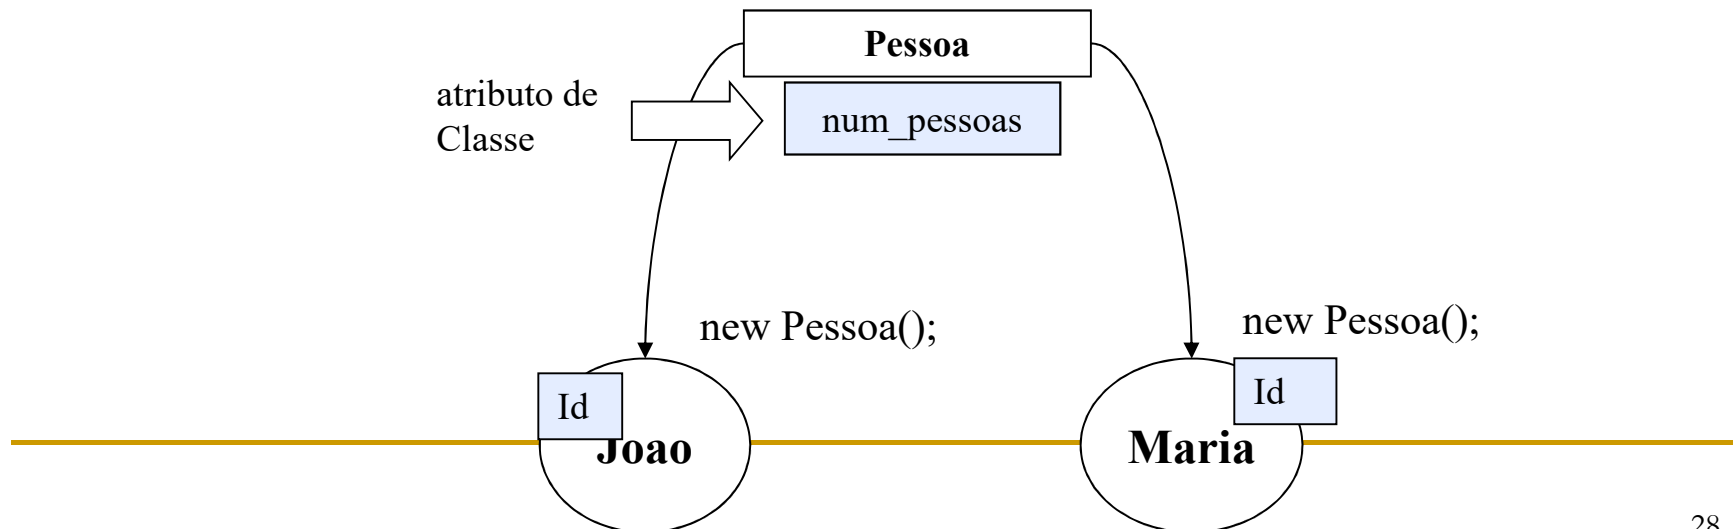 Pessoa
atributo de
Classe
num_pessoas
new Pessoa();
new Pessoa();
Id
Id
Joao
Maria
28